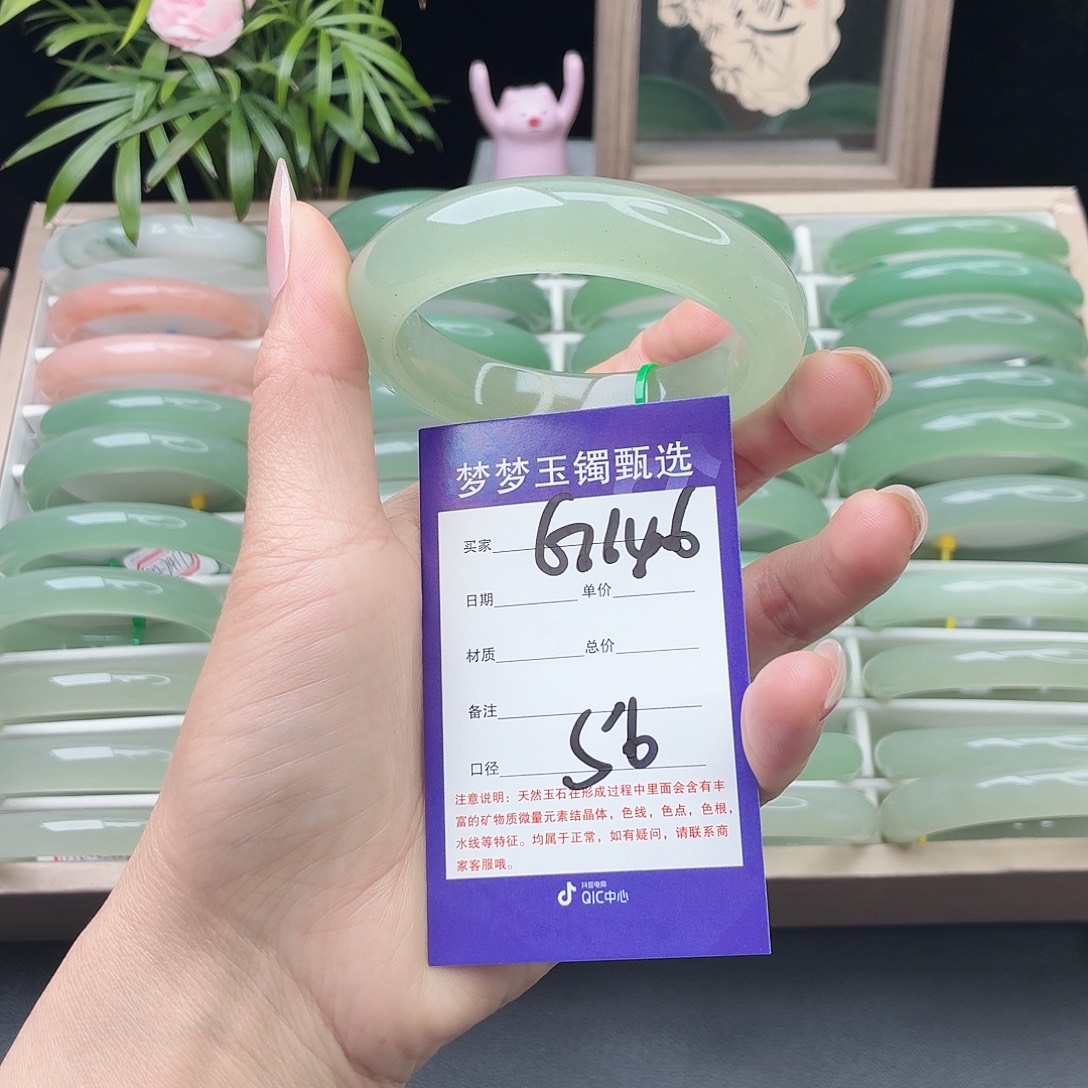 梦梦玉镯甄选
买家 67146
日期 单价
材质 总价
备注
口径 56
注意说明：天然玉石在形成过程中里面会含有丰
富的矿物质微量元素结晶体，色线，色点，色根，
水线等特征。均属于正常，如有疑问，请联系商
家客服哦。
抖音电商
QIC中心